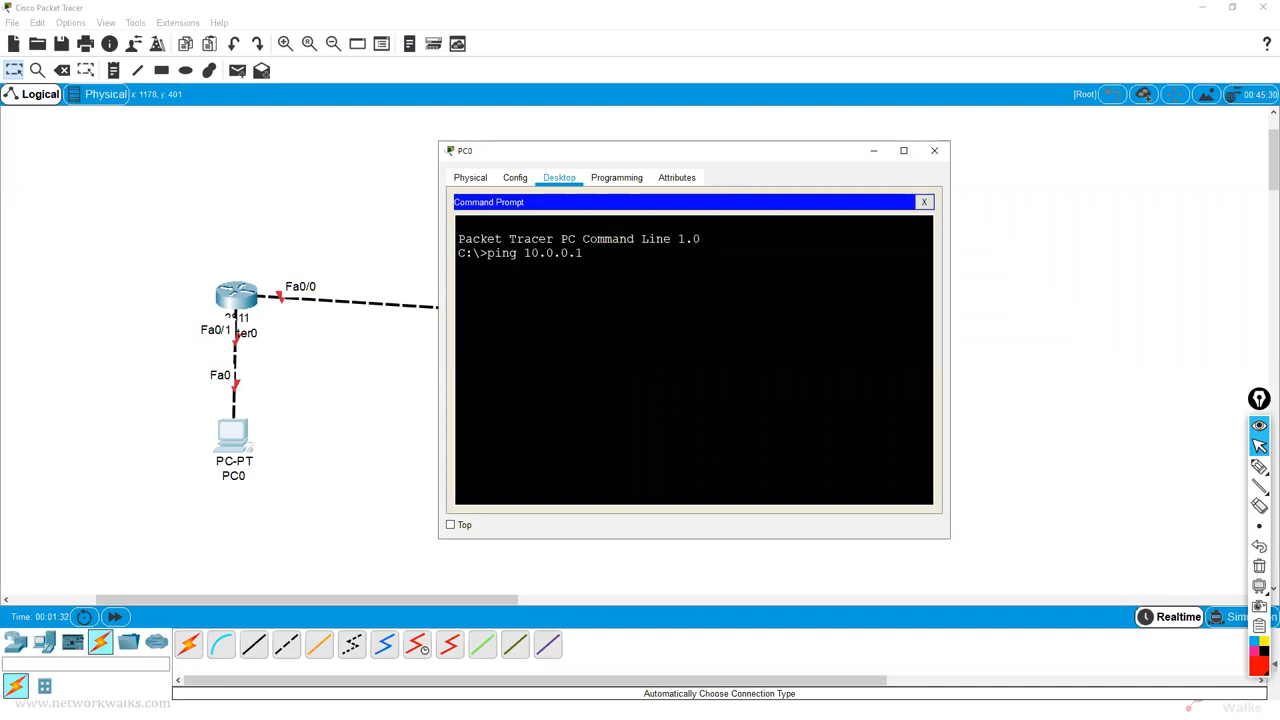 Cisco Packet Tracer
File Edit Options View Tools Extensions Help
?
Logical Physical x: 1178, y: 401 [Root] 00:45:30
PC0
Physical Config Desktop Programming Attributes
Command Prompt X
Packet Tracer PC Command Line 1.0
C:\>ping 10.0.0.1
Top
Fa0/0
Fa0/1
Fa0
PC-PT
PC0
Time: 00:01:32 Realtime
Automatically Choose Connection Type
www.networkwalks.com
Walks